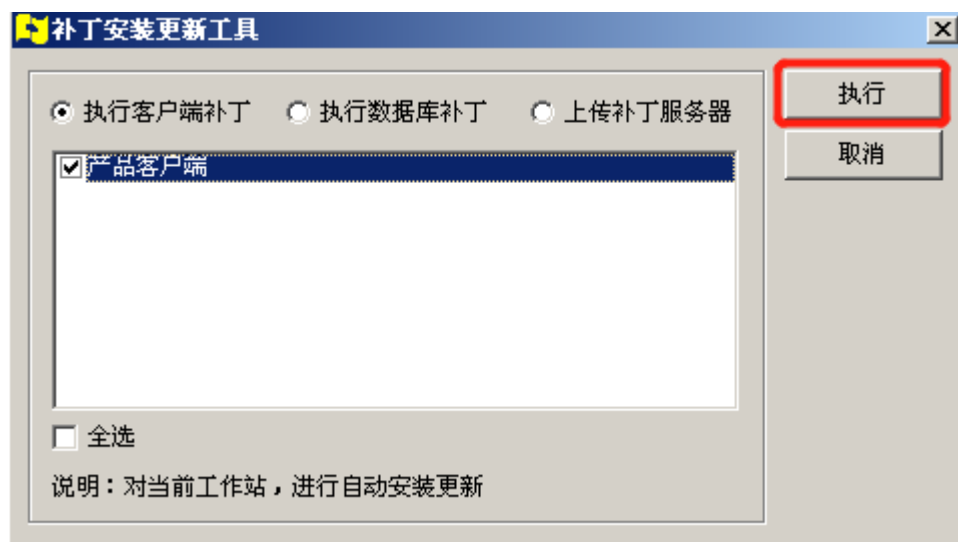 补丁安装更新工具
执行客户端补丁 执行数据库补丁 上传补丁服务器
执行
取消
产品客户端
全选
说明：对当前工作站，进行自动安装更新